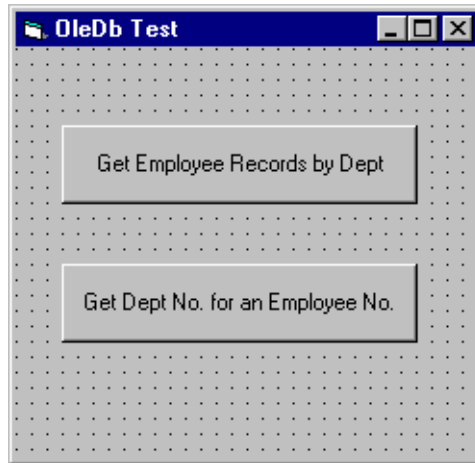 OleDb Test
Get Employee Records by Dept
Get Dept No. for an Employee No.